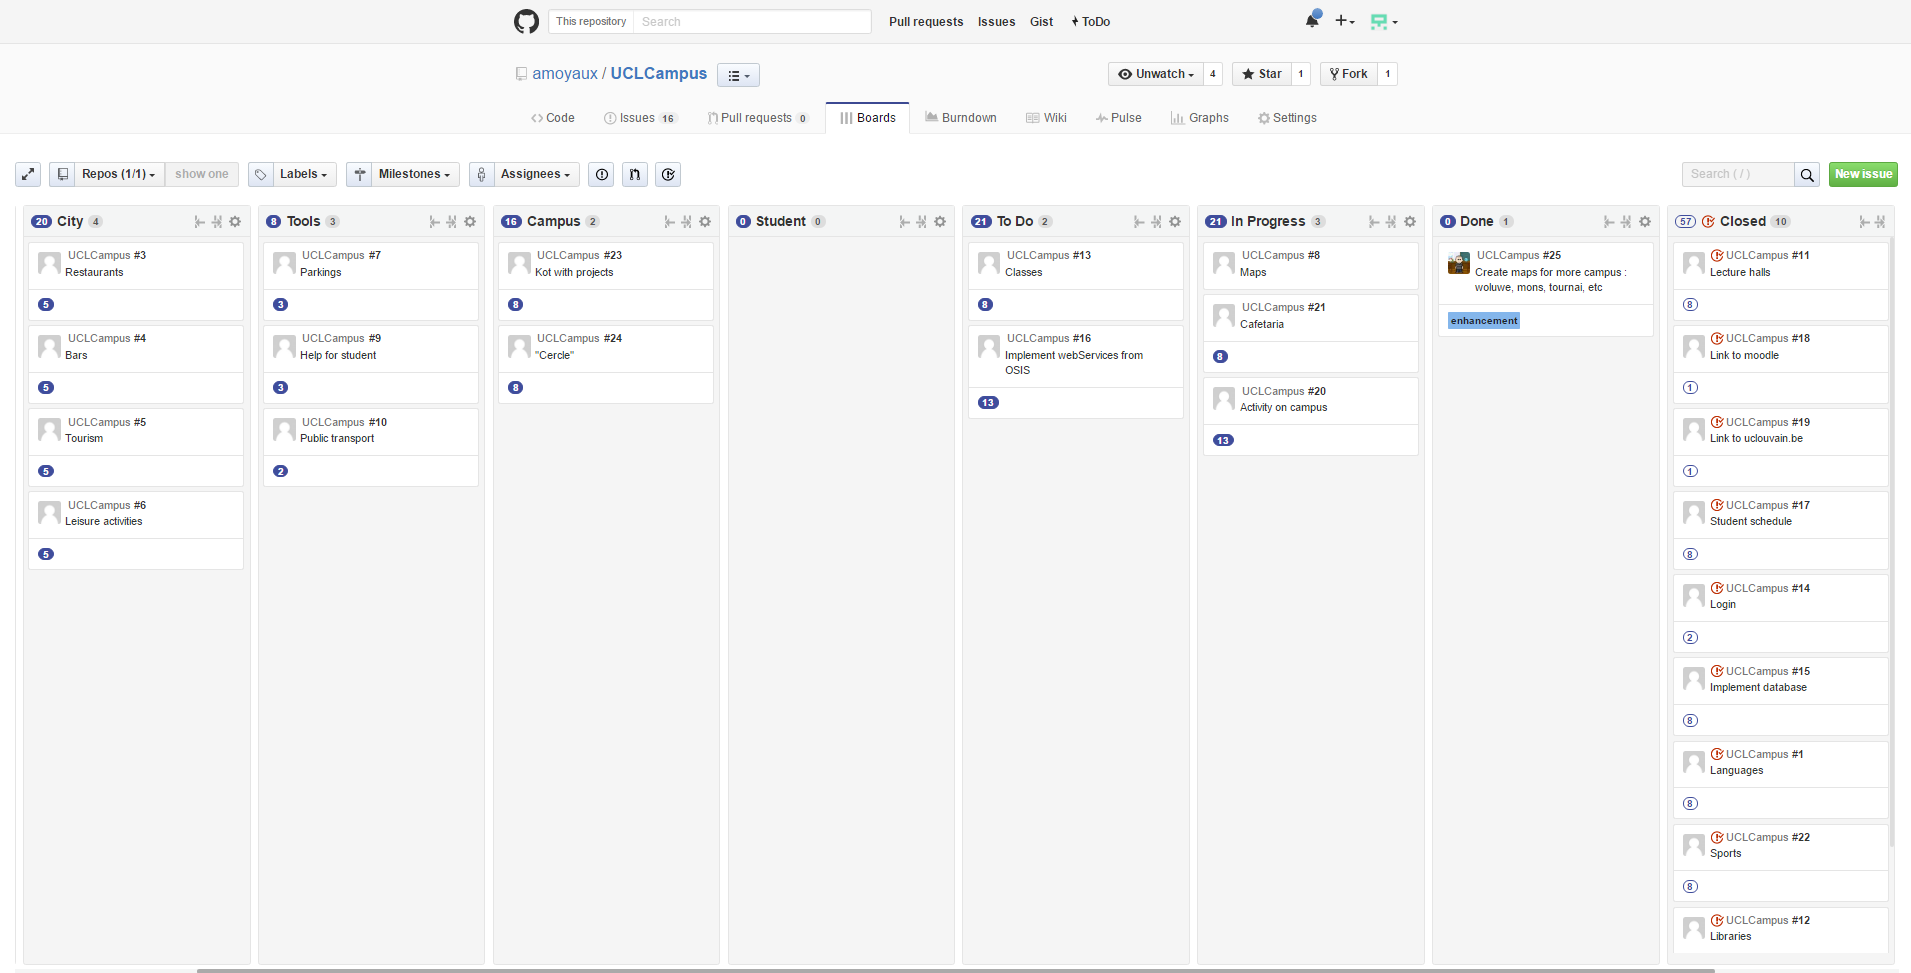 This repository Search Pull requests Issues Gist ToDo
amoyaux / UCLCampus Unwatch 4 Star 1 Fork 1
Code Issues 16 Pull requests 0 Boards Burndown Wiki Pulse Graphs Settings
Repos (1/1) show one Labels Milestones Assignees Search ( / ) New issue
20 City 4
UCLCampus #3
Restaurants
5
UCLCampus #4
Bars
5
UCLCampus #5
Tourism
5
UCLCampus #6
Leisure activities
5
8 Tools 3
UCLCampus #7
Parkings
3
UCLCampus #9
Help for student
3
UCLCampus #10
Public transport
2
16 Campus 2
UCLCampus #23
Kot with projects
8
UCLCampus #24
"Cercle"
8
0 Student 0
21 To Do 2
UCLCampus #13
Classes
8
UCLCampus #16
Implement webServices from
OSIS
13
21 In Progress 3
UCLCampus #8
Maps
UCLCampus #21
Cafetaria
8
UCLCampus #20
Activity on campus
13
0 Done 1
UCLCampus #25
Create maps for more campus :
woluwe, mons, tournai, etc
enhancement
57 Closed 10
UCLCampus #11
Lecture halls
8
UCLCampus #18
Link to moodle
1
UCLCampus #19
Link to uclouvain.be
1
UCLCampus #17
Student schedule
8
UCLCampus #14
Login
2
UCLCampus #15
Implement database
8
UCLCampus #1
Languages
8
UCLCampus #22
Sports
8
UCLCampus #12
Libraries